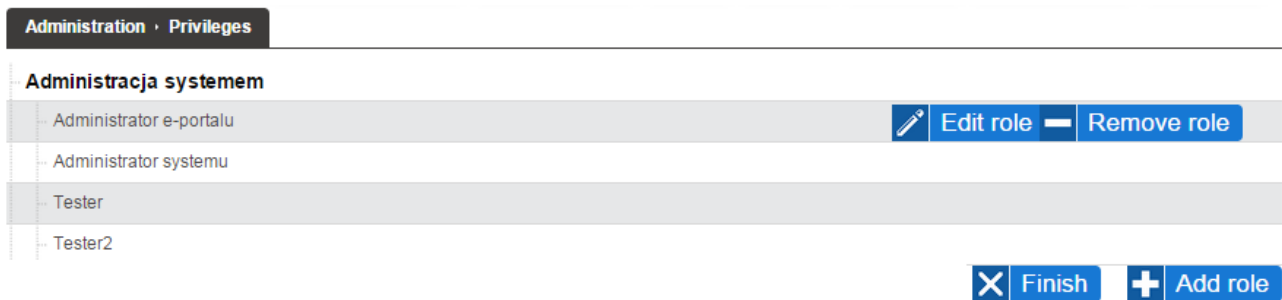 Administration › Privileges
Administracja systemem
Administrator e-portalu Edit role Remove role
Administrator systemu
Tester
Tester2
Finish Add role